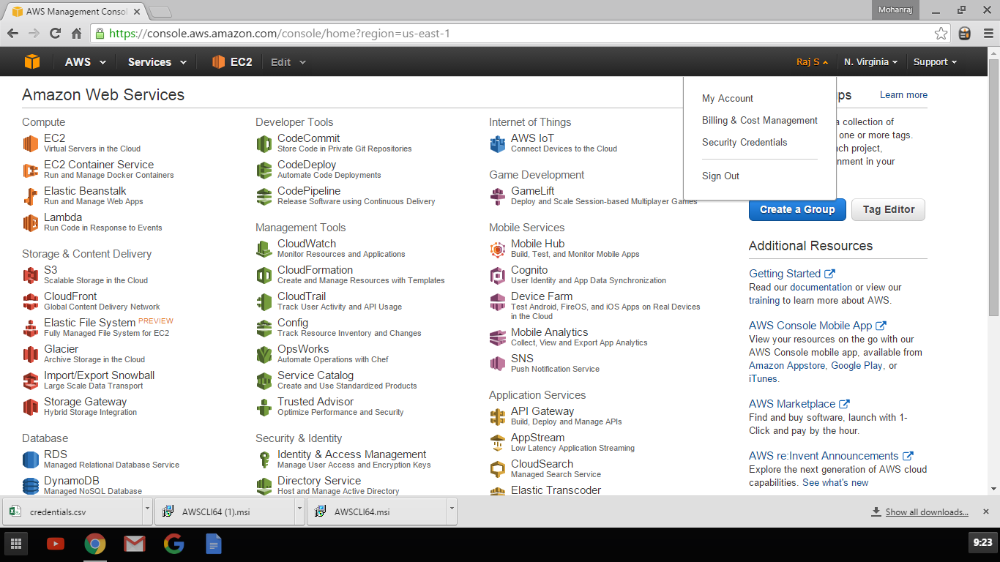 AWS Management Consol
Mohanraj
https://console.aws.amazon.com/console/home?region=us-east-1
AWS
Services
EC2
Edit
Raj S
N. Virginia
Support
My Account
Billing & Cost Management
Security Credentials
Sign Out
Amazon Web Services
Compute
EC2
Virtual Servers in the Cloud
EC2 Container Service
Run and Manage Docker Containers
Elastic Beanstalk
Run and Manage Web Apps
Lambda
Run Code in Response to Events
Storage & Content Delivery
S3
Scalable Storage in the Cloud
CloudFront
Global Content Delivery Network
Elastic File System PREVIEW
Fully Managed File System for EC2
Glacier
Archive Storage in the Cloud
Import/Export Snowball
Large Scale Data Transport
Storage Gateway
Hybrid Storage Integration
Database
RDS
Managed Relational Database Service
DynamoDB
Managed NoSQL Database
Developer Tools
CodeCommit
Store Code in Private Git Repositories
CodeDeploy
Automate Code Deployments
CodePipeline
Release Software using Continuous Delivery
Management Tools
CloudWatch
Monitor Resources and Applications
CloudFormation
Create and Manage Resources with Templates
CloudTrail
Track User Activity and API Usage
Config
Track Resource Inventory and Changes
OpsWorks
Automate Operations with Chef
Service Catalog
Create and Use Standardized Products
Trusted Advisor
Optimize Performance and Security
Security & Identity
Identity & Access Management
Manage User Access and Encryption Keys
Directory Service
Host and Manage Active Directory
Internet of Things
AWS IoT
Connect Devices to the Cloud
Game Development
GameLift
Deploy and Scale Session-based Multiplayer Games
Mobile Services
Mobile Hub
Build, Test, and Monitor Mobile Apps
Cognito
User Identity and App Data Synchronization
Device Farm
Test Android, FireOS, and iOS Apps on Real Devices
in the Cloud
Mobile Analytics
Collect, View and Export App Analytics
SNS
Push Notification Service
Application Services
API Gateway
Build, Deploy and Manage APIs
AppStream
Low Latency Application Streaming
CloudSearch
Managed Search Service
Elastic Transcoder
ps
Learn more
a collection of
one or more tags.
ch project,
nment in your
Create a Group
Tag Editor
Additional Resources
Getting Started
Read our documentation or view our
training to learn more about AWS.
AWS Console Mobile App
View your resources on the go with our
AWS Console mobile app, available from
Amazon Appstore, Google Play, or
iTunes.
AWS Marketplace
Find and buy software, launch with 1-
Click and pay by the hour.
AWS re:Invent Announcements
Explore the next generation of AWS cloud
capabilities. See what's new
credentials.csv
AWSCLI64 (1).msi
AWSCLI64.msi
Show all downloads...
9:23